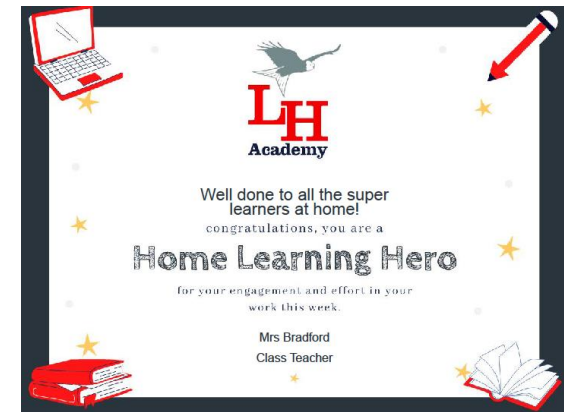 LH
Academy
Well done to all the super
learners at home!
congratulations, you are a
Home Learning Hero
for your engagement and effort in your
work this week.
Mrs Bradford
Class Teacher